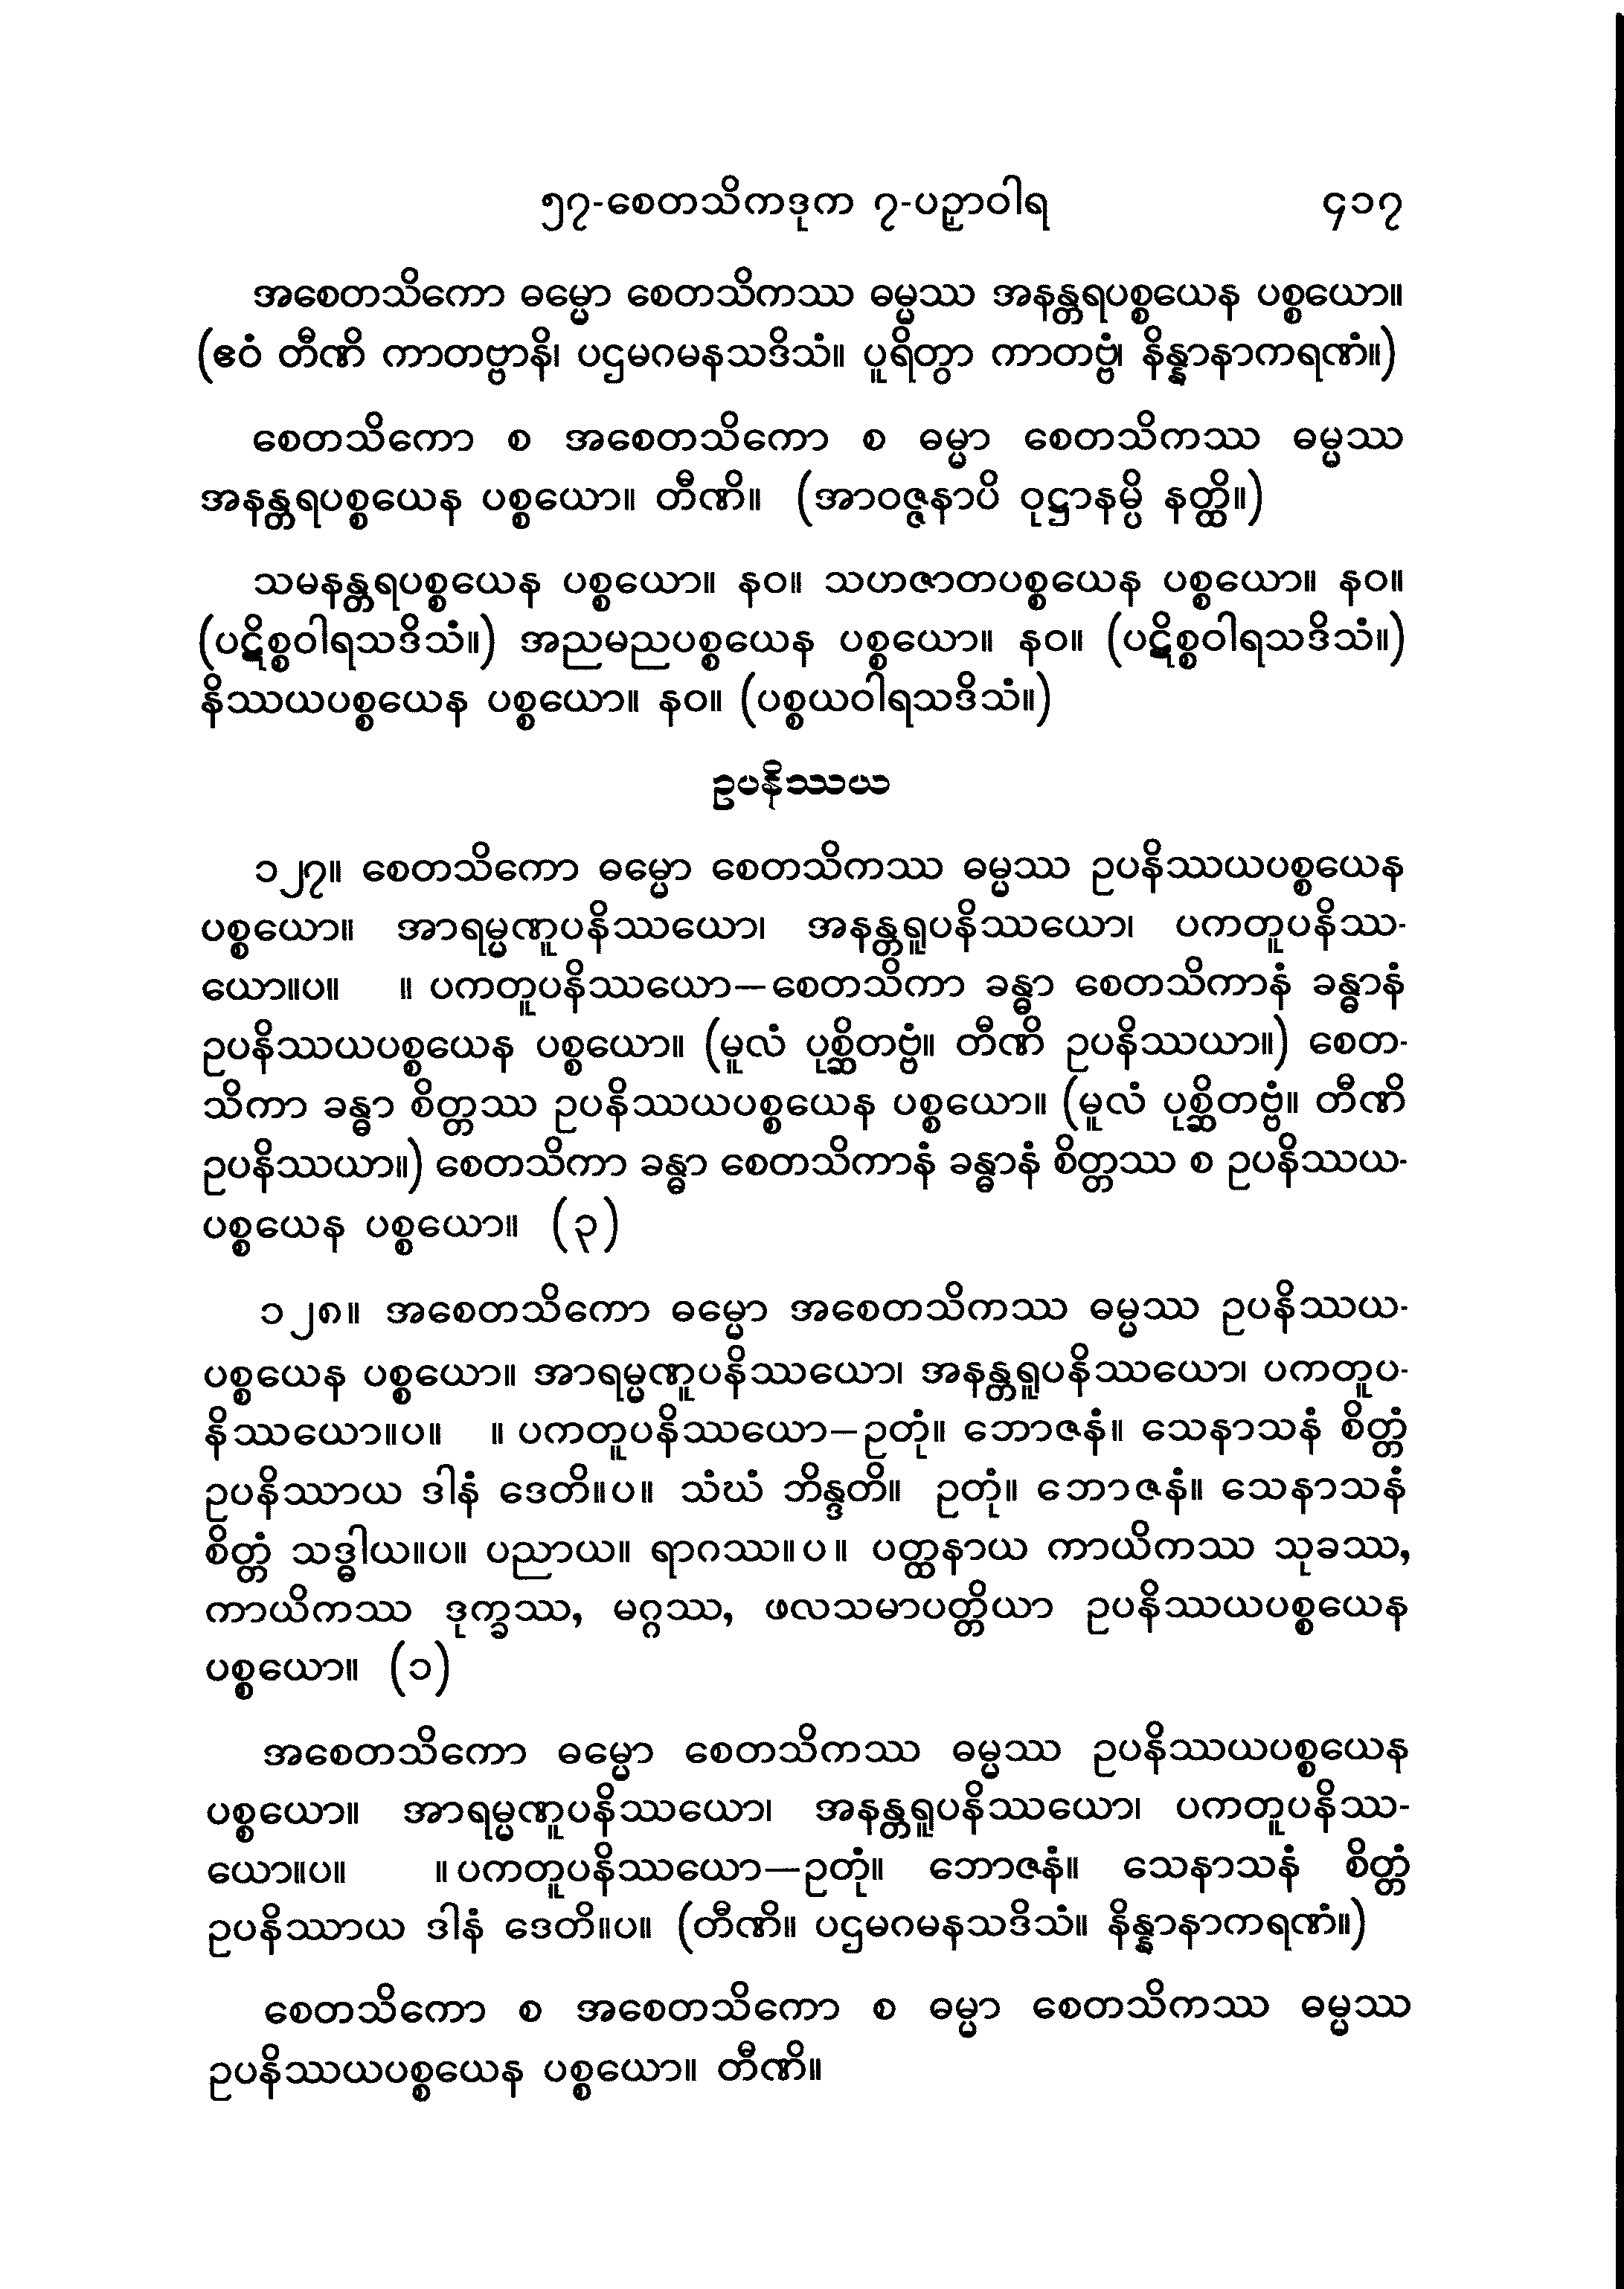 ၅၇-စေတသိကဒုက ၇-ပဉှာဝါရ ၄၁၇
အစေတသိကော ဓမ္မော စေတသိကဿ ဓမ္မဿ အနန္တရပစ္စယေန ပစ္စယော။
(ဧဝံ တီဏိ ကာတဗ္ဗာနိ၊ ပဌမဂမနသဒိသံ။ ပူရိတွာ ကာတဗ္ဗံ၊ နိန္နာနာကရဏံ။)
စေတသိကော စ အစေတသိကော စ ဓမ္မာ စေတသိကဿ ဓမ္မဿ
အနန္တရပစ္စယေန ပစ္စယော။ တီဏိ။ (အာဝဇ္ဇနာပိ ဝုဋ္ဌာနမ္ပိ နတ္ထိ။)
သမနန္တရပစ္စယေန ပစ္စယော။ နဝ။ သဟဇာတပစ္စယေန ပစ္စယော။ နဝ။
(ပဋိစ္စဝါရသဒိသံ။) အညမညပစ္စယေန ပစ္စယော။ နဝ။ (ပဋိစ္စဝါရသဒိသံ။)
နိဿယပစ္စယေန ပစ္စယော။ နဝ။ (ပစ္စယဝါရသဒိသံ။)
ဥပနိဿယ
၁၂၇။ စေတသိကော ဓမ္မော စေတသိကဿ ဓမ္မဿ ဥပနိဿယပစ္စယေန
ပစ္စယော။ အာရမ္မဏူပနိဿယော၊ အနန္တရူပနိဿယော၊ ပကတူပနိဿ-
ယော။ပ။ ။ ပကတူပနိဿယော—စေတသိကာ ခန္ဓာ စေတသိကာနံ ခန္ဓာနံ
ဥပနိဿယပစ္စယေန ပစ္စယော။ (မူလံ ပုစ္ဆိတဗ္ဗံ။ တီဏိ ဥပနိဿယာ။) စေတ-
သိကာ ခန္ဓာ စိတ္တဿ ဥပနိဿယပစ္စယေန ပစ္စယော။ (မူလံ ပုစ္ဆိတဗ္ဗံ။ တီဏိ
ဥပနိဿယာ။) စေတသိကာ ခန္ဓာ စေတသိကာနံ ခန္ဓာနံ စိတ္တဿ စ ဥပနိဿယ-
ပစ္စယေန ပစ္စယော။ (၃)
၁၂၈။ အစေတသိကော ဓမ္မော အစေတသိကဿ ဓမ္မဿ ဥပနိဿယ-
ပစ္စယေန ပစ္စယော။ အာရမ္မဏူပနိဿယော၊ အနန္တရူပနိဿယော၊ ပကတူပ-
နိဿယော။ပ။ ။ ပကတူပနိဿယော—ဥတုံ။ ဘောဇနံ။ သေနာသနံ စိတ္တံ
ဥပနိဿာယ ဒါနံ ဒေတိ။ပ။ သံဃံ ဘိန္ဒတိ။ ဥတုံ။ ဘောဇနံ။ သေနာသနံ
စိတ္တံ သဒ္ဓါယ။ပ။ ပညာယ။ ရာဂဿ။ပ။ ပတ္ထနာယ ကာယိကဿ သုခဿ,
ကာယိကဿ ဒုက္ခဿ, မဂ္ဂဿ, ဖလသမာပတ္တိယာ ဥပနိဿယပစ္စယေန
ပစ္စယော။ (၁)
အစေတသိကော ဓမ္မော စေတသိကဿ ဓမ္မဿ ဥပနိဿယပစ္စယေန
ပစ္စယော။ အာရမ္မဏူပနိဿယော၊ အနန္တရူပနိဿယော၊ ပကတူပနိဿ-
ယော။ပ။ ။ ပကတူပနိဿယော—ဥတုံ။ ဘောဇနံ။ သေနာသနံ စိတ္တံ
ဥပနိဿာယ ဒါနံ ဒေတိ။ပ။ (တီဏိ။ ပဌမဂမနသဒိသံ။ နိန္နာနာကရဏံ။)
စေတသိကော စ အစေတသိကော စ ဓမ္မာ စေတသိကဿ ဓမ္မဿ
ဥပနိဿယပစ္စယေန ပစ္စယော။ တီဏိ။